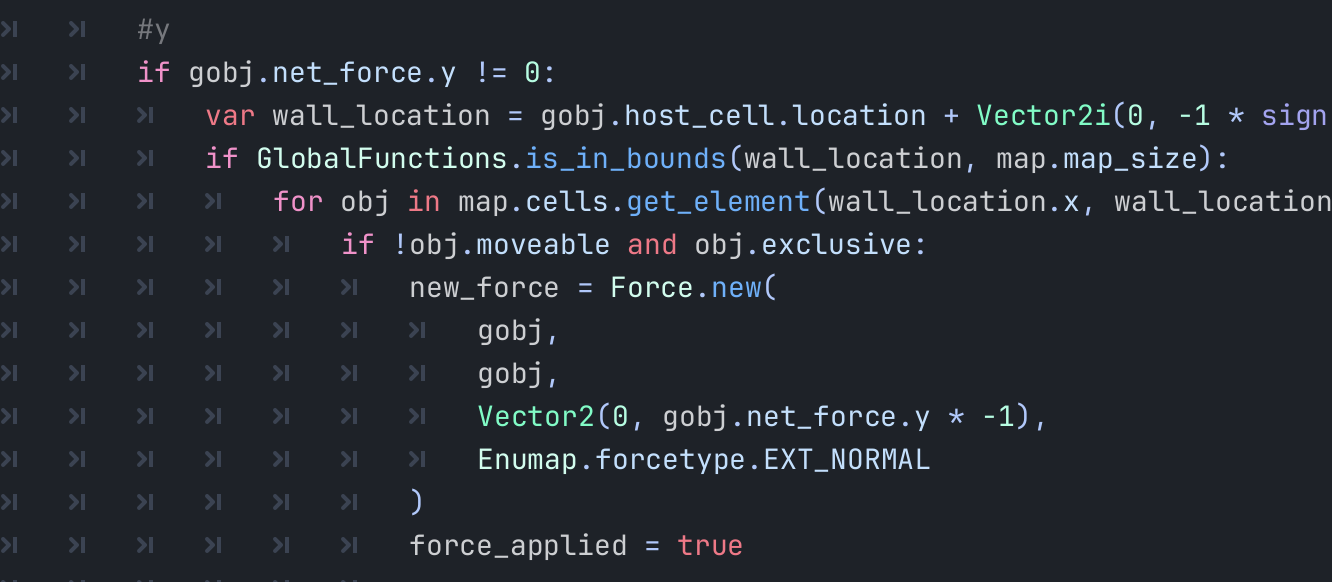 #y
if gobj.net_force.y != 0:
var wall_location = gobj.host_cell.location + Vector2i(0, -1 * sign
if GlobalFunctions.is_in_bounds(wall_location, map.map_size):
for obj in map.cells.get_element(wall_location.x, wall_location
if !obj.moveable and obj.exclusive:
new_force = Force.new(
gobj,
gobj,
Vector2(0, gobj.net_force.y * -1),
Enumap.forcetype.EXT_NORMAL
)
force_applied = true